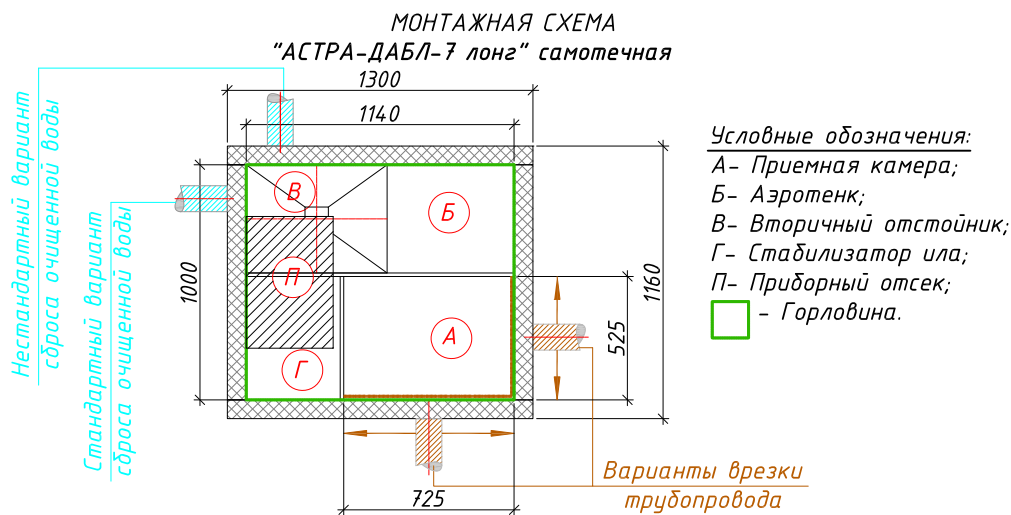 МОНТАЖНАЯ СХЕМА
"АСТРА-ДАБЛ-7 лонг" самотечная
1300
1140
Нестандартный вариант
сброса очищенной воды
Стандартный вариант
сброса очищенной воды
1000
В
Б
П
А
Г
525
1160
725
Варианты врезки
трубопровода
Условные обозначения:
А- Приемная камера;
Б- Аэротенк;
В- Вторичный отстойник;
Г- Стабилизатор ила;
П- Приборный отсек;
- Горловина.